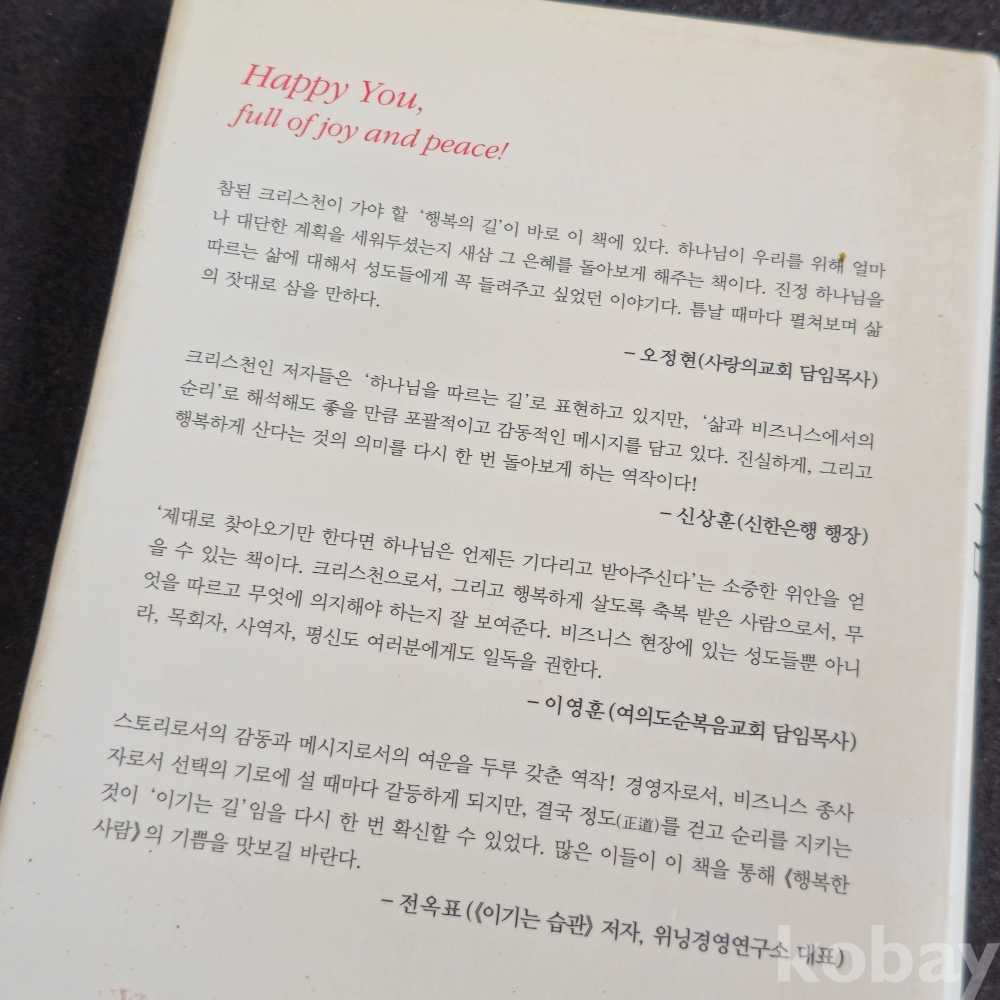 Happy You,
full of joy and peace!
참된 크리스천이 가야 할 ‘행복의 길’이 바로 이 책에 있다. 하나님이 우리를 위해 얼마
나 대단한 계획을 세워두셨는지 새삼 그 은혜를 돌아보게 해주는 책이다. 진정 하나님을
따르는 삶에 대해서 성도들에게 꼭 들려주고 싶었던 이야기다. 틈날 때마다 펼쳐보며 삶
의 잣대로 삼을 만하다.
– 오정현(사랑의교회 담임목사)
크리스천인 저자들은 ‘하나님을 따르는 길’로 표현하고 있지만, ‘삶과 비즈니스에서의
순리’로 해석해도 좋을 만큼 포괄적이고 감동적인 메시지를 담고 있다. 진실하게, 그리고
행복하게 산다는 것의 의미를 다시 한 번 돌아보게 하는 역작이다!
– 신상훈(신한은행 행장)
‘제대로 찾아오기만 한다면 하나님은 언제든 기다리고 받아주신다’는 소중한 위안을 얻
을 수 있는 책이다. 크리스천으로서, 그리고 행복하게 살도록 축복 받은 사람으로서, 무
엇을 따르고 무엇에 의지해야 하는지 잘 보여준다. 비즈니스 현장에 있는 성도들뿐 아니
라, 목회자, 사역자, 평신도 여러분에게도 일독을 권한다.
– 이영훈(여의도순복음교회 담임목사)
스토리로서의 감동과 메시지로서의 여운을 두루 갖춘 역작! 경영자로서, 비즈니스 종사
자로서 선택의 기로에 설 때마다 갈등하게 되지만, 결국 정도(正道)를 걷고 순리를 지키는
것이 ‘이기는 길’임을 다시 한 번 확신할 수 있었다. 많은 이들이 이 책을 통해 《행복한
사람》의 기쁨을 맛보길 바란다.
– 전옥표(《이기는 습관》 저자, 위닝경영연구소 대표)
kobay